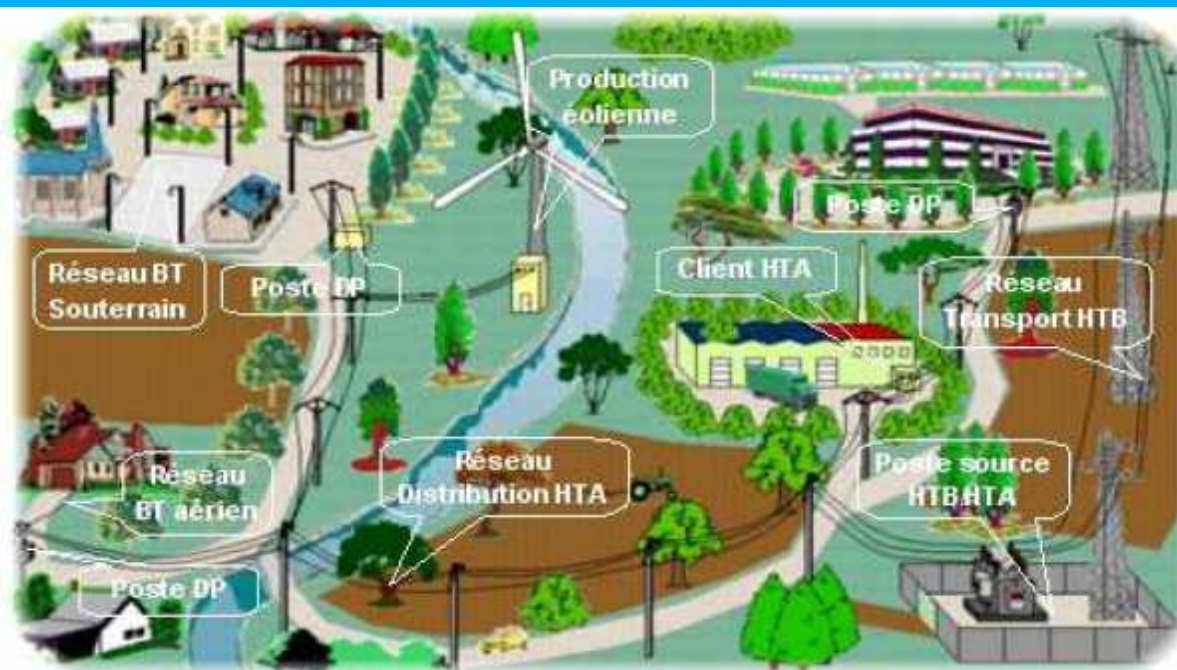 Production
éolienne
Poste DP
Réseau BT
Souterrain
Poste DP
Client HTA
Réseau
Transport HTB
Réseau
BT aérien
Réseau
Distribution HTA
Poste source
HTB/HTA
Poste DP